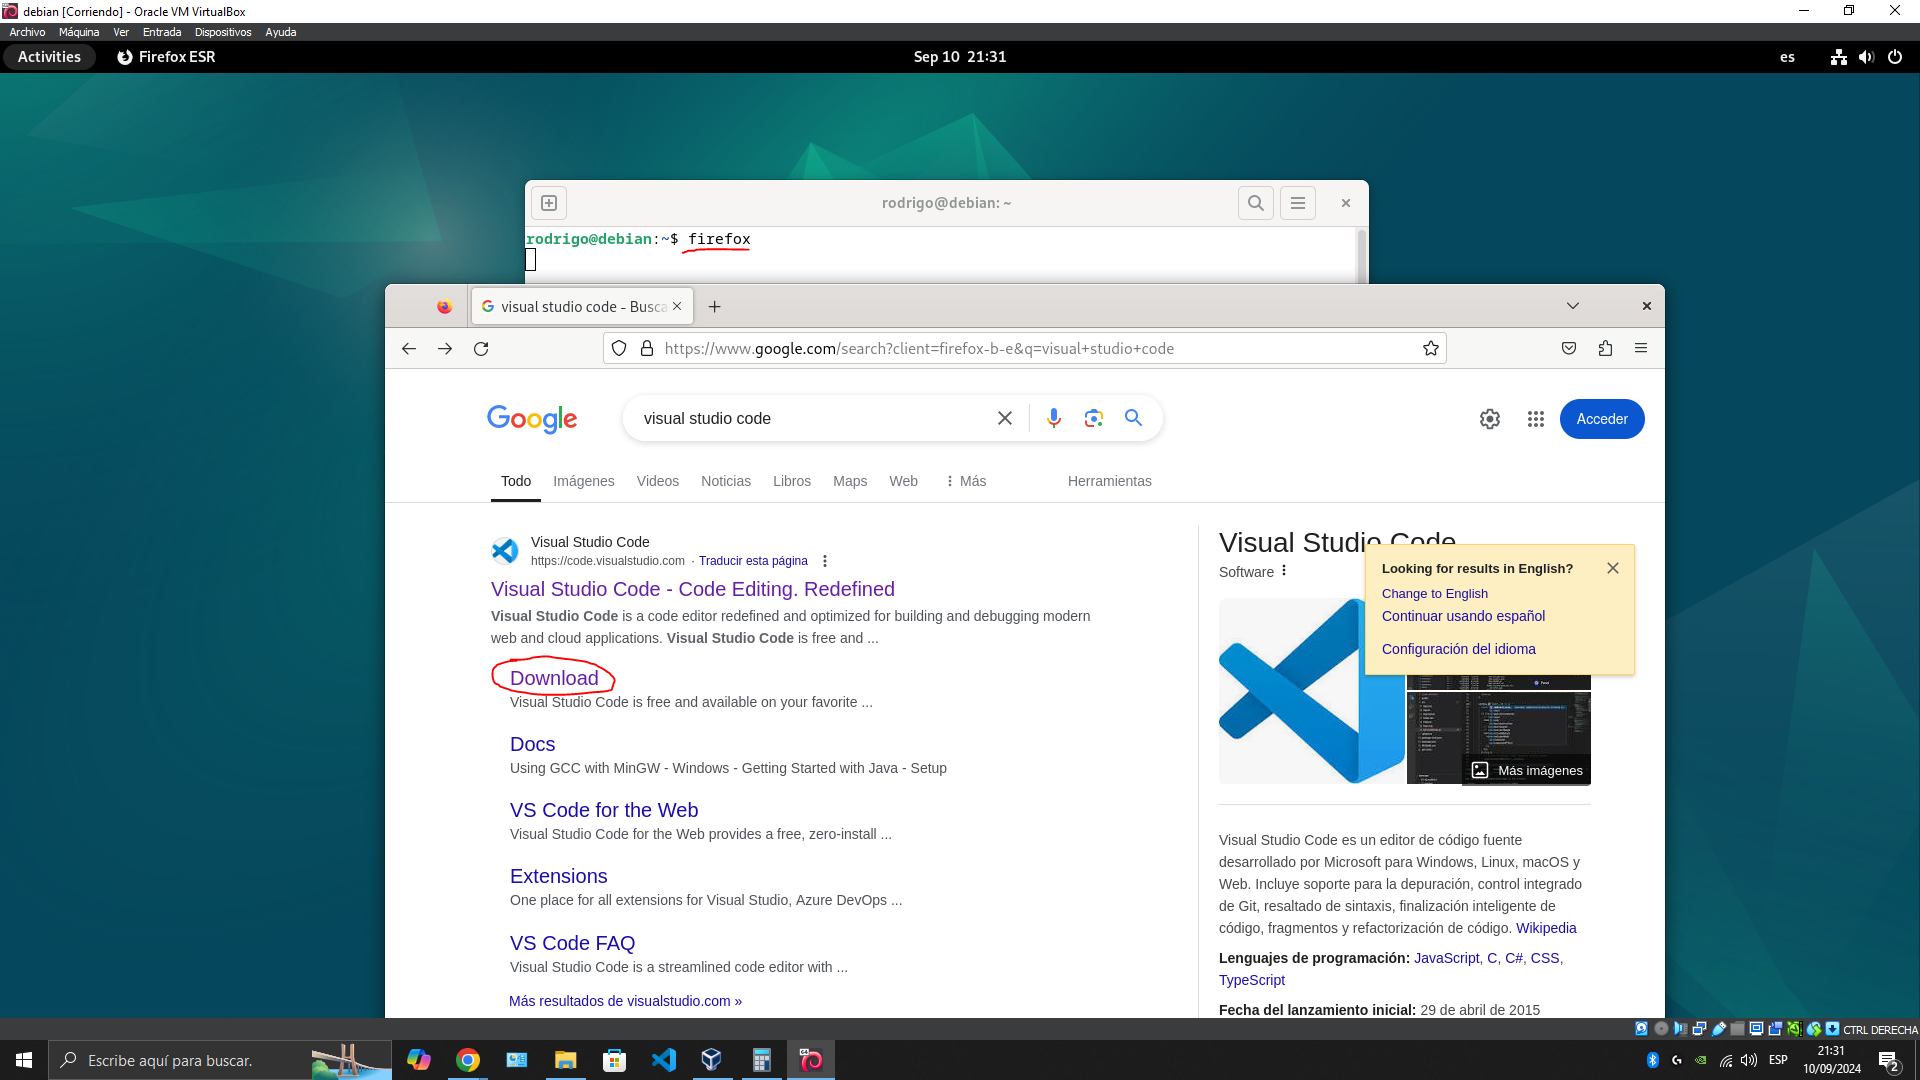 debian [Corriendo] - Oracle VM VirtualBox
Archivo Máquina Ver Entrada Dispositivos Ayuda
Activities Firefox ESR Sep 10 21:31 es
rodrigo@debian: ~
rodrigo@debian:~$ firefox
visual studio code - Busca
https://www.google.com/search?client=firefox-b-e&q=visual+studio+code
Google visual studio code Acceder
Todo Imágenes Videos Noticias Libros Maps Web Más Herramientas
Visual Studio Code
https://code.visualstudio.com · Traducir esta página
Visual Studio Code - Code Editing. Redefined
Visual Studio Code is a code editor redefined and optimized for building and debugging modern
web and cloud applications. Visual Studio Code is free and ...
Download
Visual Studio Code is free and available on your favorite ...
Docs
Using GCC with MinGW - Windows - Getting Started with Java - Setup
VS Code for the Web
Visual Studio Code for the Web provides a free, zero-install ...
Extensions
One place for all extensions for Visual Studio, Azure DevOps ...
VS Code FAQ
Visual Studio Code is a streamlined code editor with ...
Más resultados de visualstudio.com »
Visual Studio Code
Software
Looking for results in English?
Change to English
Continuar usando español
Configuración del idioma
Más imágenes
Visual Studio Code es un editor de código fuente
desarrollado por Microsoft para Windows, Linux, macOS y
Web. Incluye soporte para la depuración, control integrado
de Git, resaltado de sintaxis, finalización inteligente de
código, fragmentos y refactorización de código. Wikipedia
Lenguajes de programación: JavaScript, C, C#, CSS,
TypeScript
Fecha del lanzamiento inicial: 29 de abril de 2015
CTRL DERECHA
Escribe aquí para buscar.
ESP
21:31
10/09/2024
2